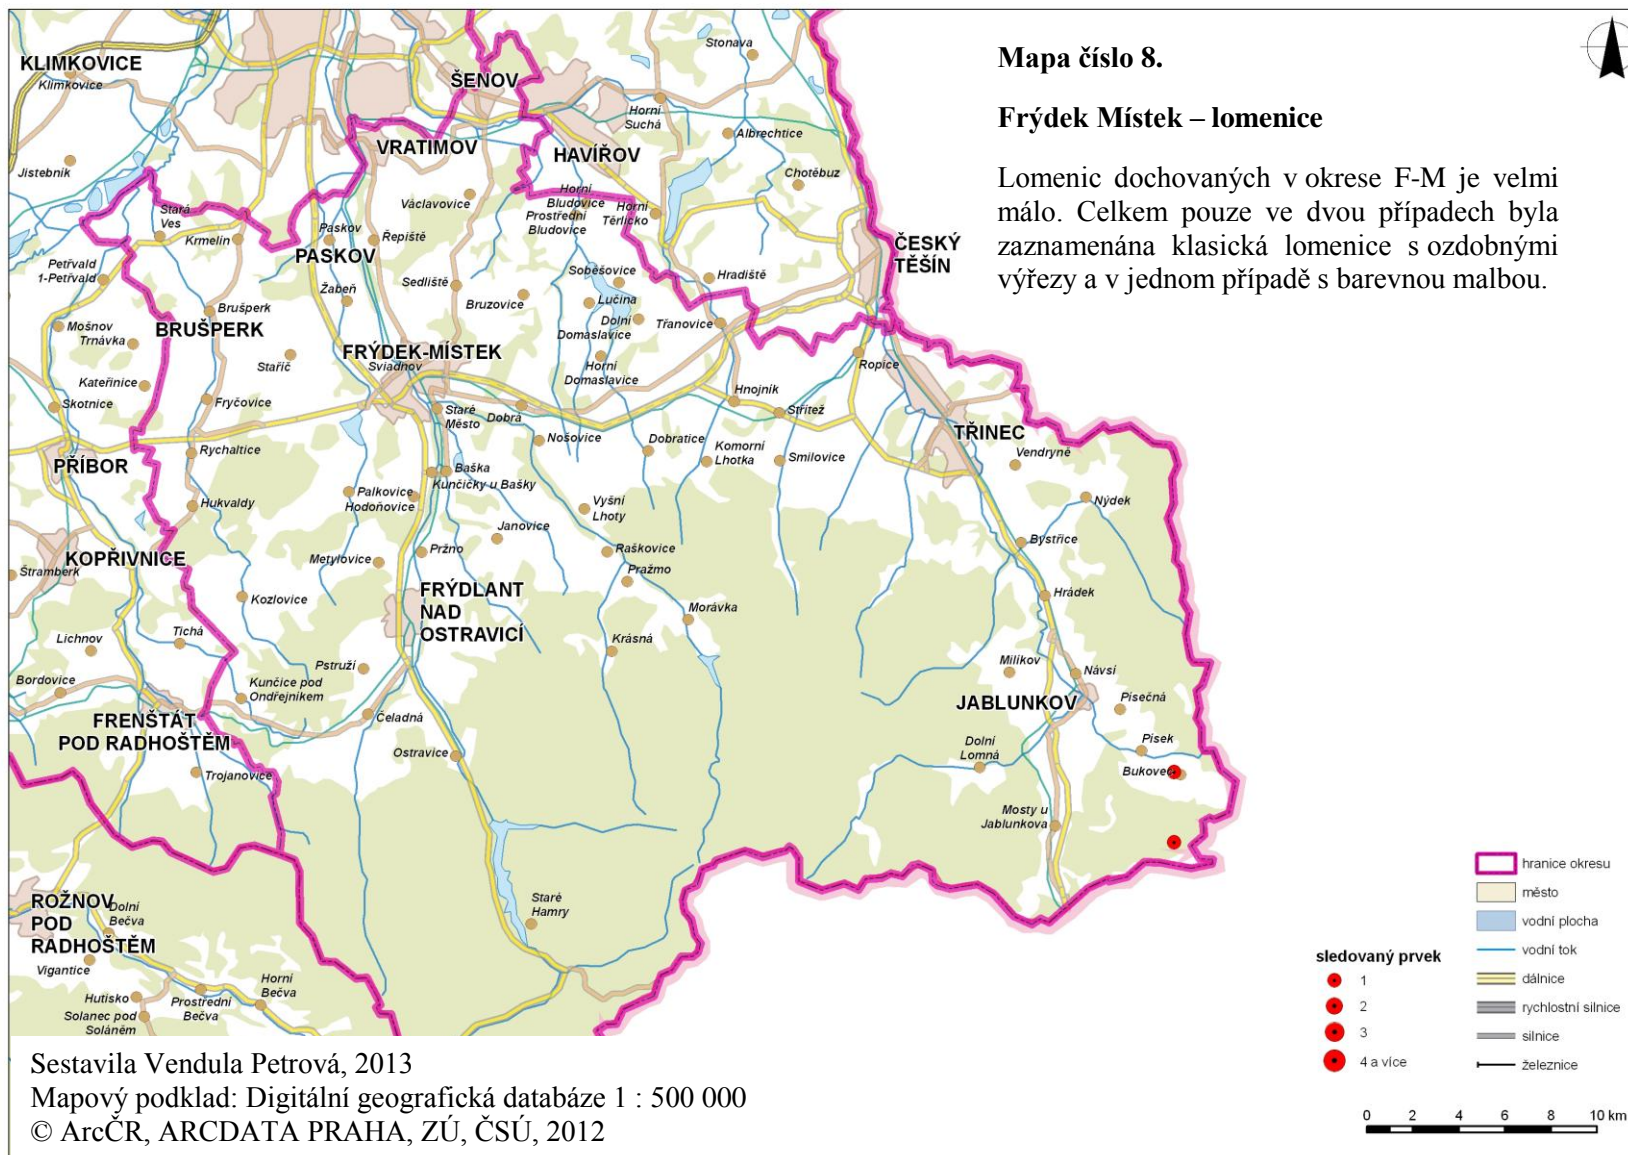 Mapa číslo 8.
Frýdek Místek – lomenice
Lomenic dochovaných v okrese F-M je velmi
málo. Celkem pouze ve dvou případech byla
zaznamenána klasická lomenice s ozdobnými
výřezy a v jednom případě s barevnou malbou.
KLIMKOVICE
Klimkovice
ŠENOV
Stonava
Horní
Suchá
Albrechtice
VRATIMOV
HAVÍŘOV
Jistebník
Chotěbuz
Václavovice
Horní
Bludovice
Prostřední
Bludovice
Horní
Těrlicko
Stará
Ves
Krmelín
Paskov
Řepiště
PASKOV
ČESKÝ
TĚŠÍN
Petřvald
1-Petřvald
Žabeň
Sedliště
Bruzovice
Soběšovice
Lučina
Hradiště
Brušperk
BRUŠPERK
Mošnov
Trnávka
Dolní
Domaslavice
Třanovice
Staříč
FRÝDEK-MÍSTEK
Sviadnov
Horní
Domaslavice
Ropice
Kateřinice
Skotnice
Fryčovice
Staré
Město
Dobrá
Hnojník
Střítež
TŘINEC
Nošovice
Dobratice
Komorní
Lhotka
Smilovice
Vendryně
Rychaltice
PŘÍBOR
Baška
Kunčičky u Bašky
Palkovice
Hodoňovice
Hukvaldy
Vyšní
Lhoty
Nýdek
Janovice
Bystřice
KOPŘIVNICE
Štramberk
Metylovice
Pržno
Raškovice
Pražmo
FRÝDLANT
NAD
OSTRAVICÍ
Kozlovice
Morávka
Hrádek
Lichnov
Tichá
Krásná
Bordovice
Pstruží
Kunčice pod
Ondřejníkem
Milíkov
Návsí
JABLUNKOV
Písečná
FRENŠTÁT
POD RADHOŠTĚM
Čeladná
Ostravice
Dolní
Lomná
Písek
Bukovec
Trojanovice
Mosty u
Jablunkova
ROŽNOV
POD
RADHOŠTĚM
Dolní
Bečva
Staré
Hamry
Vigantice
Hutisko
Solanec pod
Soláněm
Prostřední
Bečva
Horní
Bečva
sledovaný prvek
1
2
3
4 a více
hranice okresu
město
vodní plocha
vodní tok
dálnice
rychlostní silnice
silnice
železnice
0 2 4 6 8 10 km
Sestavila Vendula Petrová, 2013
Mapový podklad: Digitální geografická databáze 1 : 500 000
© ArcČR, ARCDATA PRAHA, ZÚ, ČSÚ, 2012